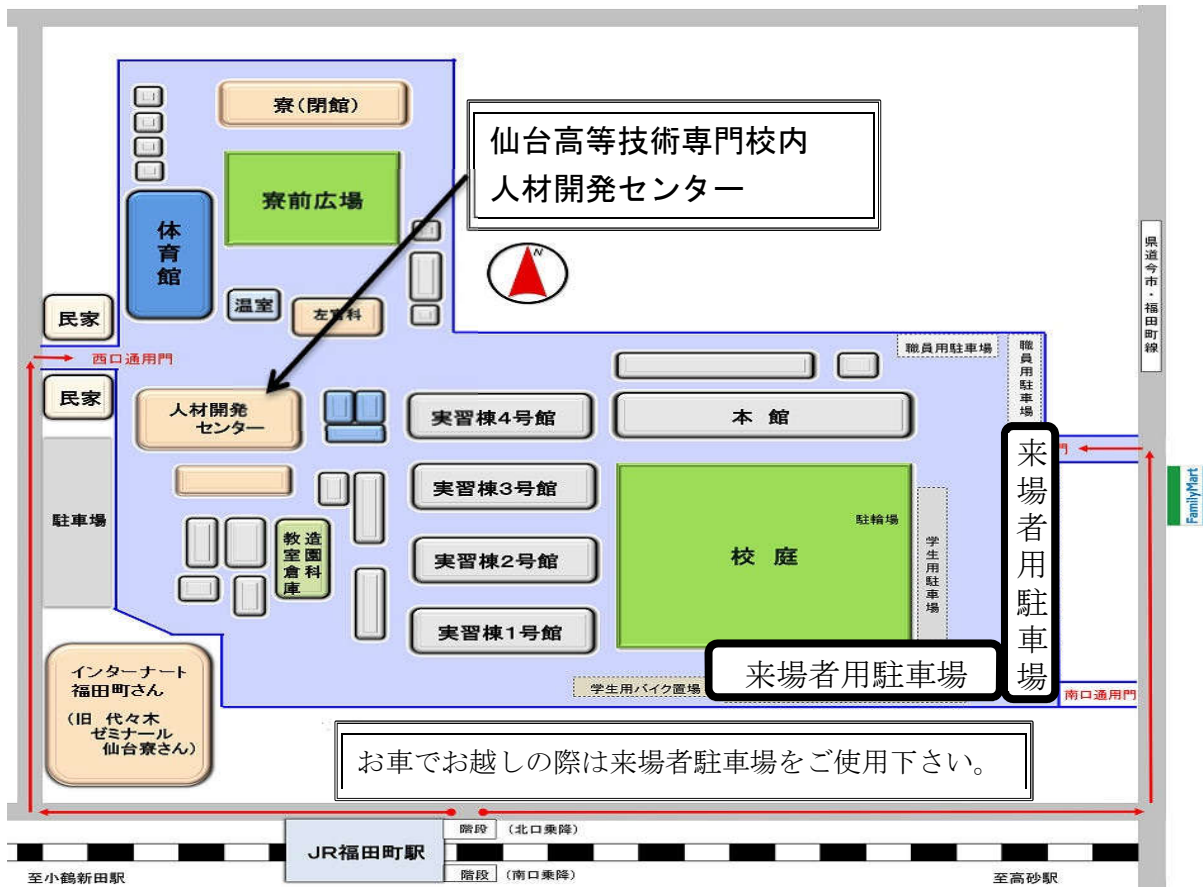 寮(閉館)
仙台高等技術専門校内
人材開発センター
寮前広場
体育館
県道今市・福田町線
N
温室
左官科
民家
西口通用門
職員用駐車場
職員用駐車場
民家
人材開発
センター
実習棟4号館
本 館
門
来場者用駐車場
FamilyMart
実習棟3号館
駐車場
駐輪場
造園科
教室倉庫
実習棟2号館
校 庭
学生用駐車場
実習棟1号館
インターナート
福田町さん
(旧 代々木
ゼミナール
仙台寮さん)
学生用バイク置場
来場者用駐車場
南口通用門
お車でお越しの際は来場者駐車場をご使用下さい。
階段
(北口乗降)
JR福田町駅
階段
(南口乗降)
至小鶴新田駅
至高砂駅